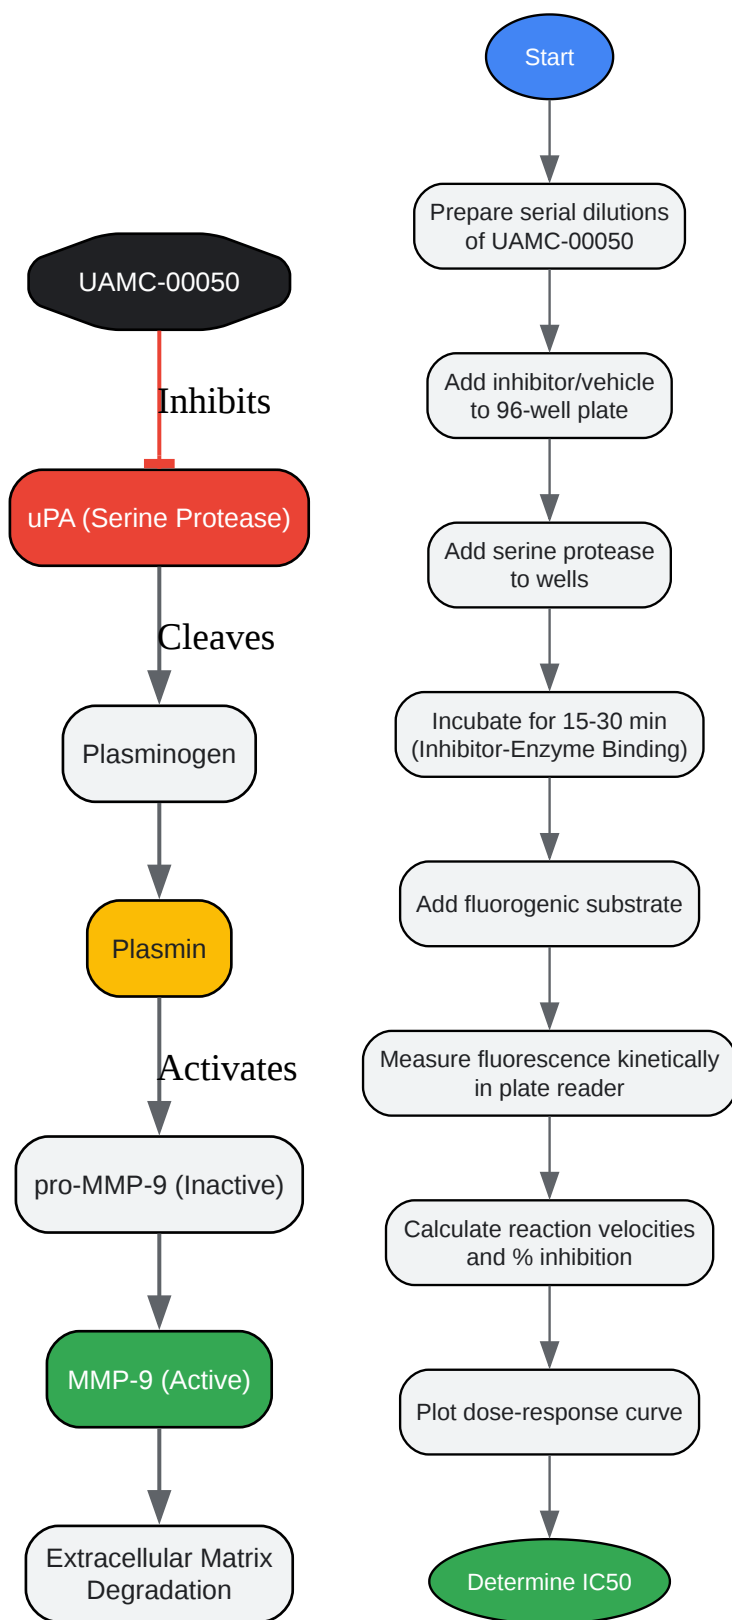 UAMC-00050
Inhibits
uPA (Serine Protease)
Cleaves
Plasminogen
Plasmin
Activates
pro-MMP-9 (Inactive)
MMP-9 (Active)
Extracellular Matrix
Degradation
Start
Prepare serial dilutions
of UAMC-00050
Add inhibitor/vehicle
to 96-well plate
Add serine protease
to wells
Incubate for 15-30 min
(Inhibitor-Enzyme Binding)
Add fluorogenic substrate
Measure fluorescence kinetically
in plate reader
Calculate reaction velocities
and % inhibition
Plot dose-response curve
Determine IC50